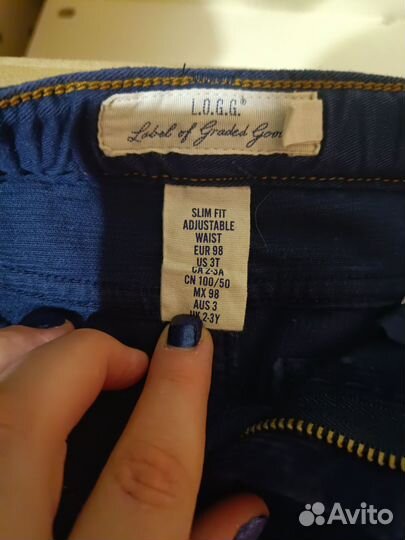 L.O.G.G.®
Label of Graded Goo
SLIM FIT
ADJUSTABLE
WAIST
EUR 98
US 3T
CA 2-3A
CN 100/50
MX 98
AUS 3
UK 2-3Y
Avito